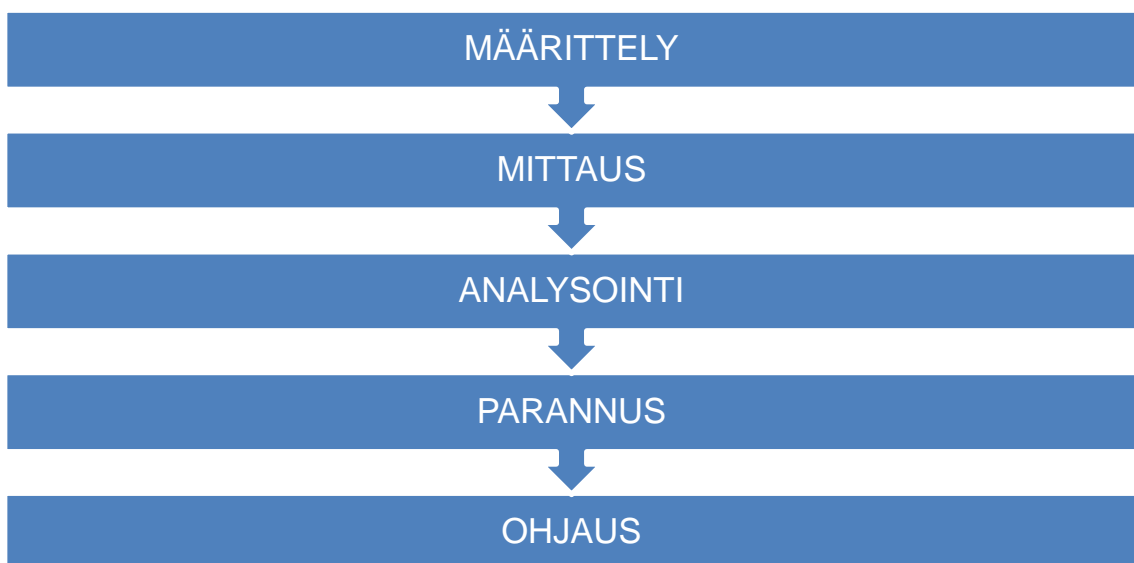 MÄÄRITTELY
MITTAUS
ANALYSOINTI
PARANNUS
OHJAUS